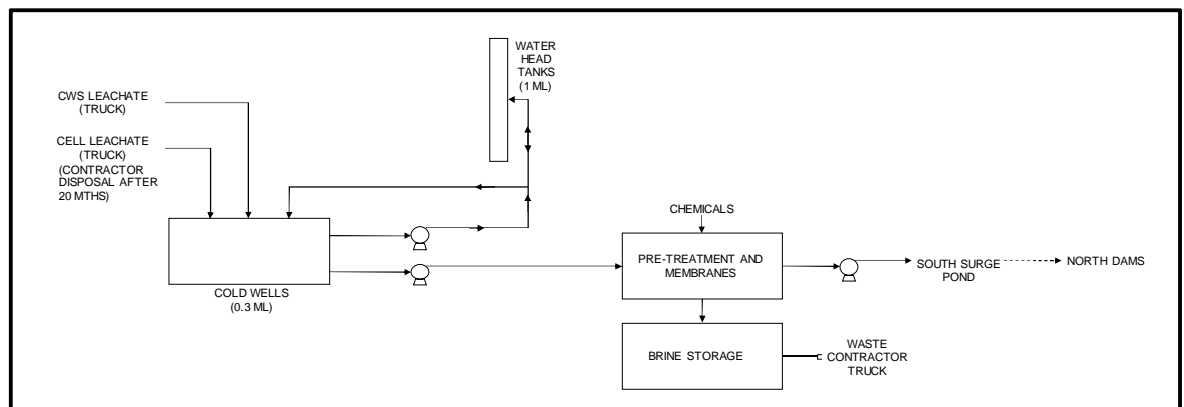 WATER
HEAD
TANKS
(1 ML)
CWS LEACHATE
(TRUCK)
CELL LEACHATE
(TRUCK)
(CONTRACTOR
DISPOSAL AFTER
20 MTHS)
COLD WELLS
(0.3 ML)
CHEMICALS
PRE-TREATMENT AND
MEMBRANES
SOUTH SURGE
POND
NORTH DAMS
BRINE STORAGE
WASTE
CONTRACTOR
TRUCK